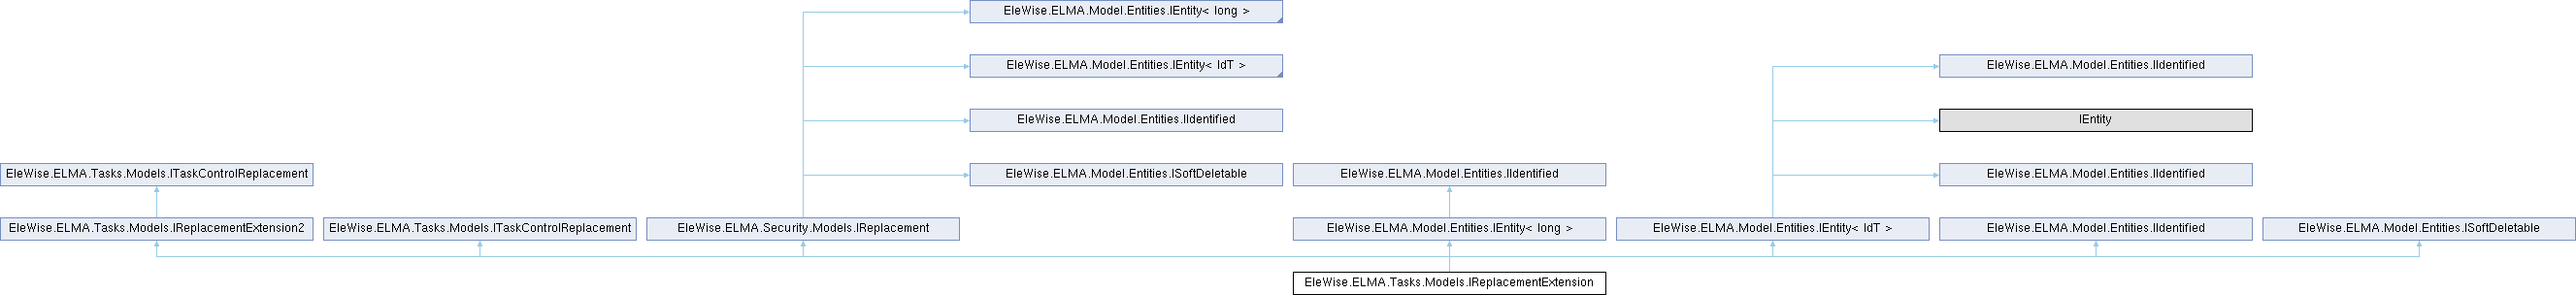 EleWise.ELMA.Model.Entities.IEntity< long >
EleWise.ELMA.Model.Entities.IEntity< IdT >
EleWise.ELMA.Model.Entities.IIdentified
EleWise.ELMA.Model.Entities.IIdentified
IEntity
EleWise.ELMA.Tasks.Models.ITaskControlReplacement
EleWise.ELMA.Model.Entities.ISoftDeletable
EleWise.ELMA.Model.Entities.IIdentified
EleWise.ELMA.Model.Entities.IIdentified
EleWise.ELMA.Tasks.Models.IReplacementExtension2
EleWise.ELMA.Tasks.Models.ITaskControlReplacement
EleWise.ELMA.Security.Models.IReplacement
EleWise.ELMA.Model.Entities.IEntity< long >
EleWise.ELMA.Model.Entities.IEntity< IdT >
EleWise.ELMA.Model.Entities.IIdentified
EleWise.ELMA.Model.Entities.ISoftDeletable
EleWise.ELMA.Tasks.Models.IReplacementExtension